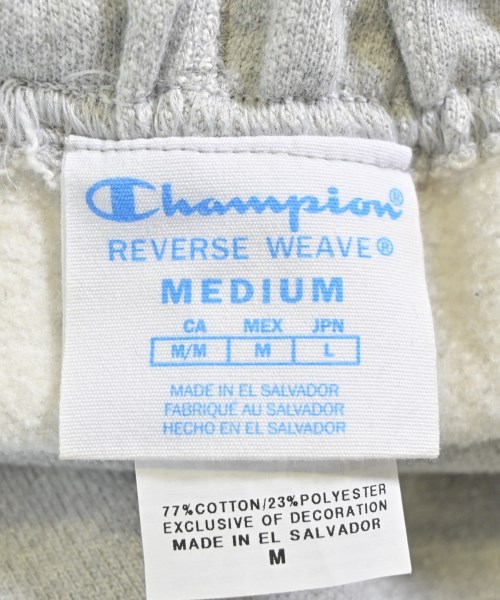 Champion®
REVERSE WEAVE®
MEDIUM
CA MEX JPN
M/M M L
MADE IN EL SALVADOR
FABRIQUÉ AU SALVADOR
HECHO EN EL SALVADOR
77%COTTON/23%POLYESTER
EXCLUSIVE OF DECORATION
MADE IN EL SALVADOR
M